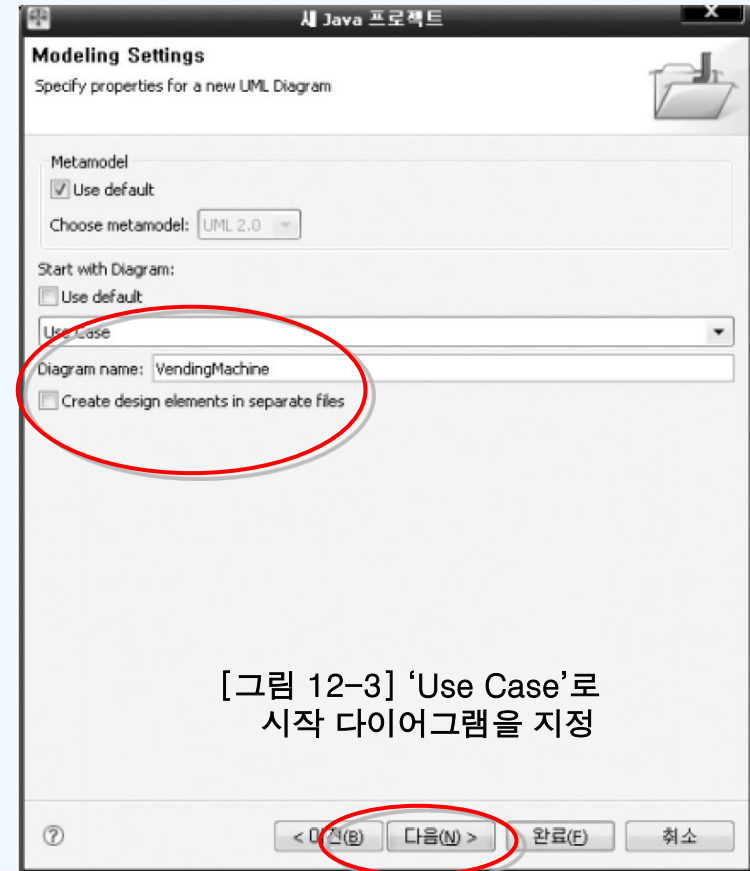 새 Java 프로젝트
X
Modeling Settings
Specify properties for a new UML Diagram
Metamodel
Use default
Choose metamodel: UML 2.0
Start with Diagram:
Use default
Use Case
Diagram name: VendingMachine
Create design elements in separate files
[그림 12-3] ‘Use Case’로
시작 다이어그램을 지정
? < 이전(B) 다음(N) > 완료(F) 취소